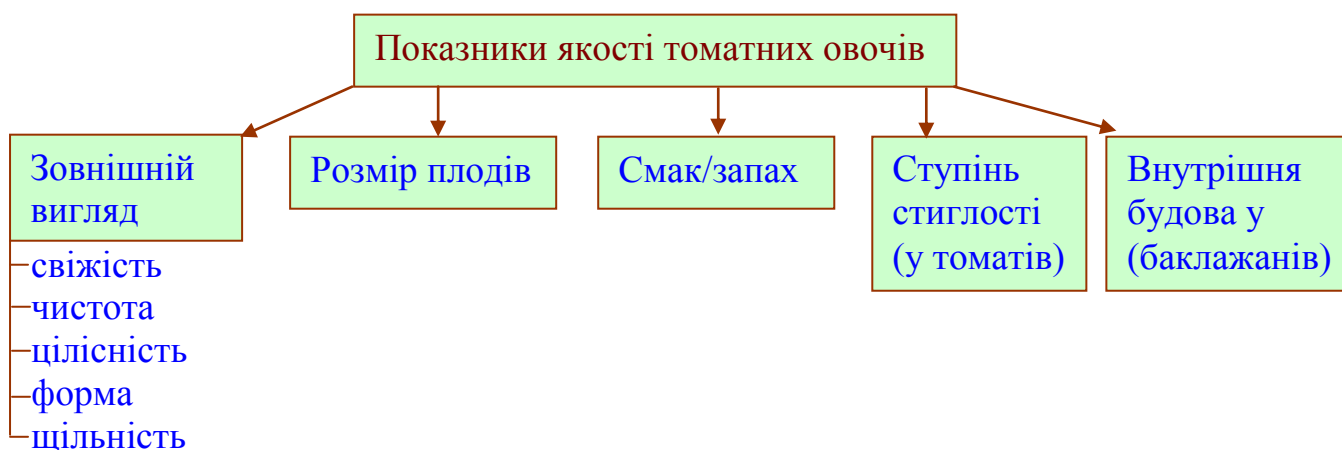 Показники якості томатних овочів
Зовнішній
вигляд
свіжість
чистота
цілісність
форма
щільність
Розмір плодів
Смак/запах
Ступінь
стиглості
(у томатів)
Внутрішня
будова у
(баклажанів)